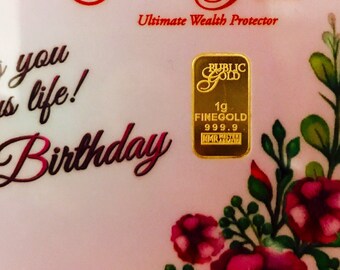 Ultimate Wealth Protector
you
life!
Birthday
PUBLIC
GOLD
1g
FINEGOLD
999.9